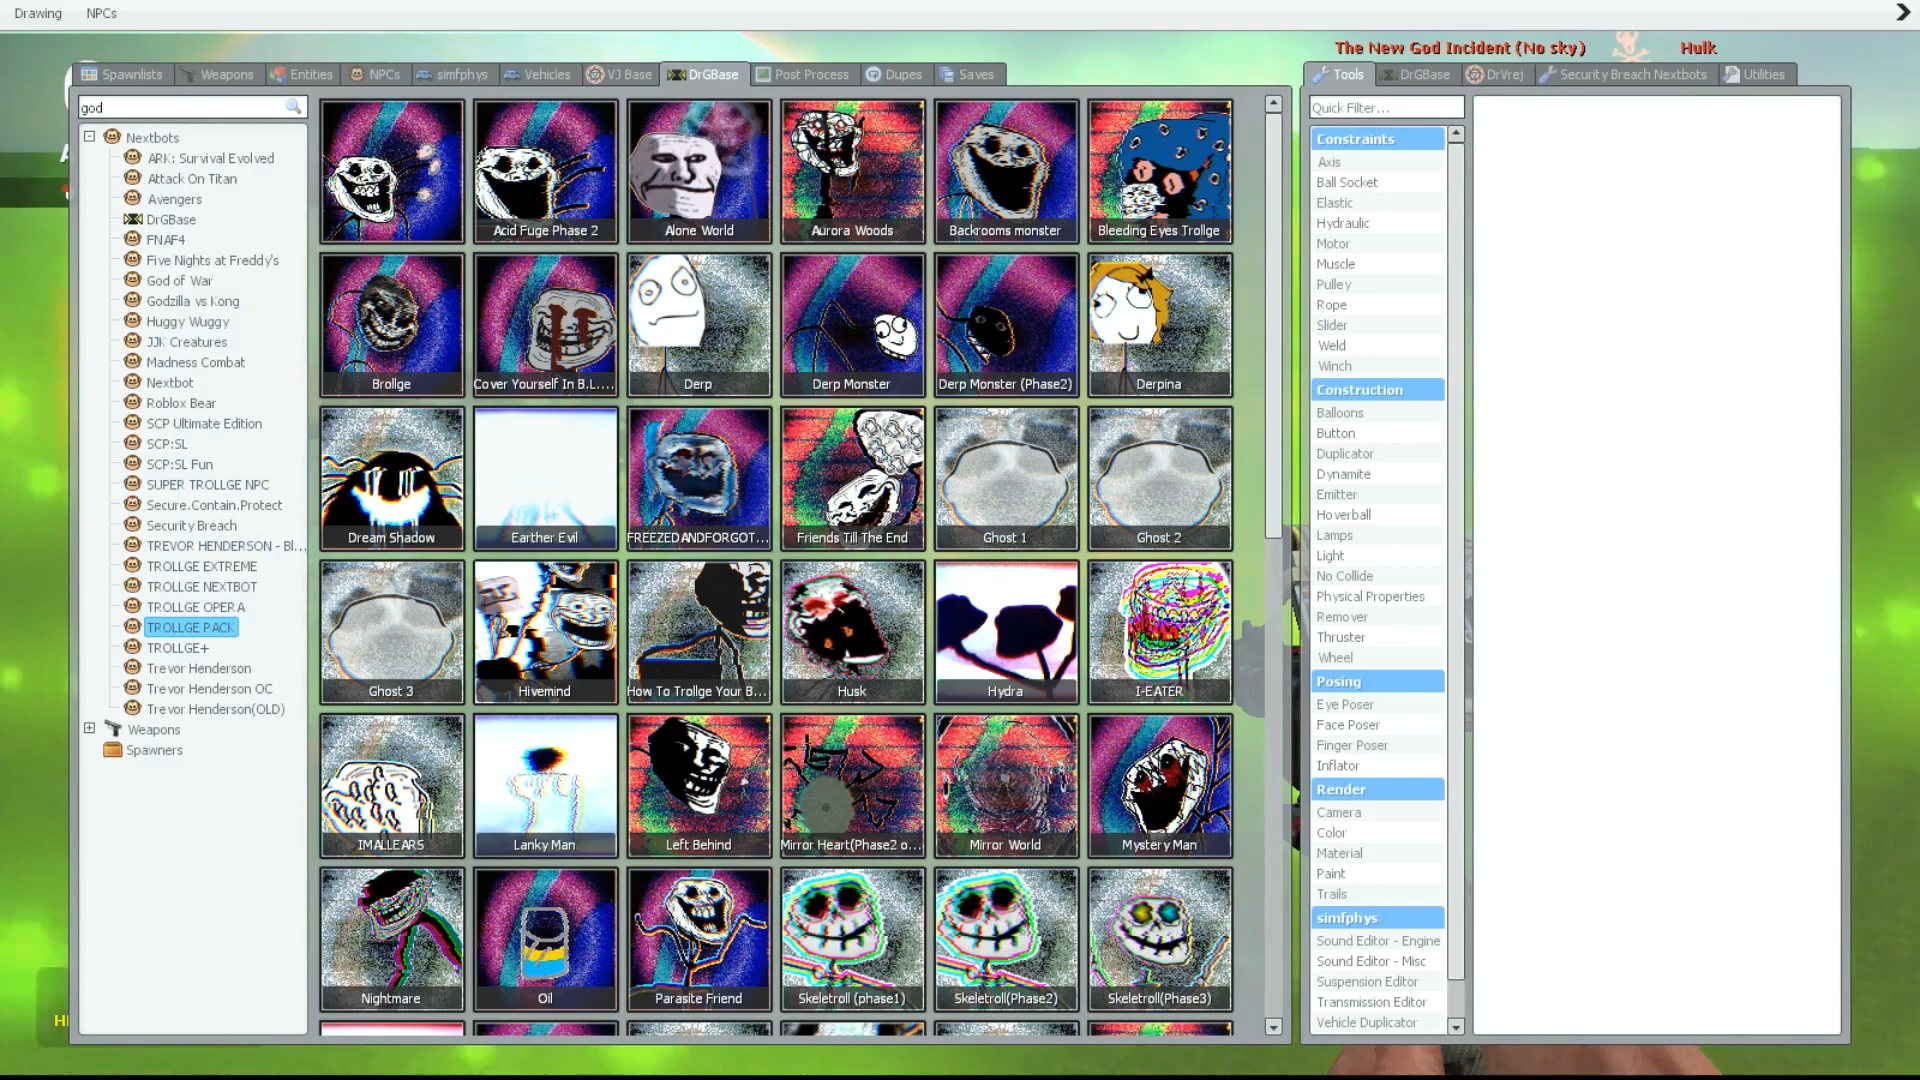 Drawing NPCs
The New God Incident (No sky) Hulk
Spawnlists Weapons Entities NPCs simfphys Vehicles VJ Base DrGBase Post Process Dupes Saves
Tools DrGBase DrVrej Security Breach Nextbots Utilities
god
Nextbots
ARK: Survival Evolved
Attack On Titan
Avengers
DrGBase
FNAF4
Five Nights at Freddy's
God of War
Godzilla vs Kong
Huggy Wuggy
JJK Creatures
Madness Combat
Nextbot
Roblox Bear
SCP Ultimate Edition
SCP:SL
SCP:SL Fun
SUPER TROLLGE NPC
Secure.Contain.Protect
Security Breach
TREVOR HENDERSON - Bl...
TROLLGE EXTREME
TROLLGE NEXTBOT
TROLLGE OPERA
TROLLGE PACK
TROLLGE+
Trevor Henderson
Trevor Henderson OC
Trevor Henderson(OLD)
Weapons
Spawners
Acid Fuge Phase 2 Alone World Aurora Woods Backrooms monster Bleeding Eyes Trollge
Brollge Cover Yourself In B.L.... Derp Derp Monster Derp Monster (Phase2) Derpina
Dream Shadow Earther Evil FREEZEDANDFORGOT... Friends Till The End Ghost 1 Ghost 2
Ghost 3 Hivemind How To Trollge Your B... Husk Hydra I-EATER
IMALLEARS Lanky Man Left Behind Mirror Heart(Phase2 o... Mirror World Mystery Man
Nightmare Oil Parasite Friend Skeletroll (phase1) Skeletroll(Phase2) Skeletroll(Phase3)
Quick Filter...
Constraints
Axis
Ball Socket
Elastic
Hydraulic
Motor
Muscle
Pulley
Rope
Slider
Weld
Winch
Construction
Balloons
Button
Duplicator
Dynamite
Emitter
Hoverball
Lamps
Light
No Collide
Physical Properties
Remover
Thruster
Wheel
Posing
Eye Poser
Face Poser
Finger Poser
Inflator
Render
Camera
Color
Material
Paint
Trails
simfphys
Sound Editor - Engine
Sound Editor - Misc
Suspension Editor
Transmission Editor
Vehicle Duplicator